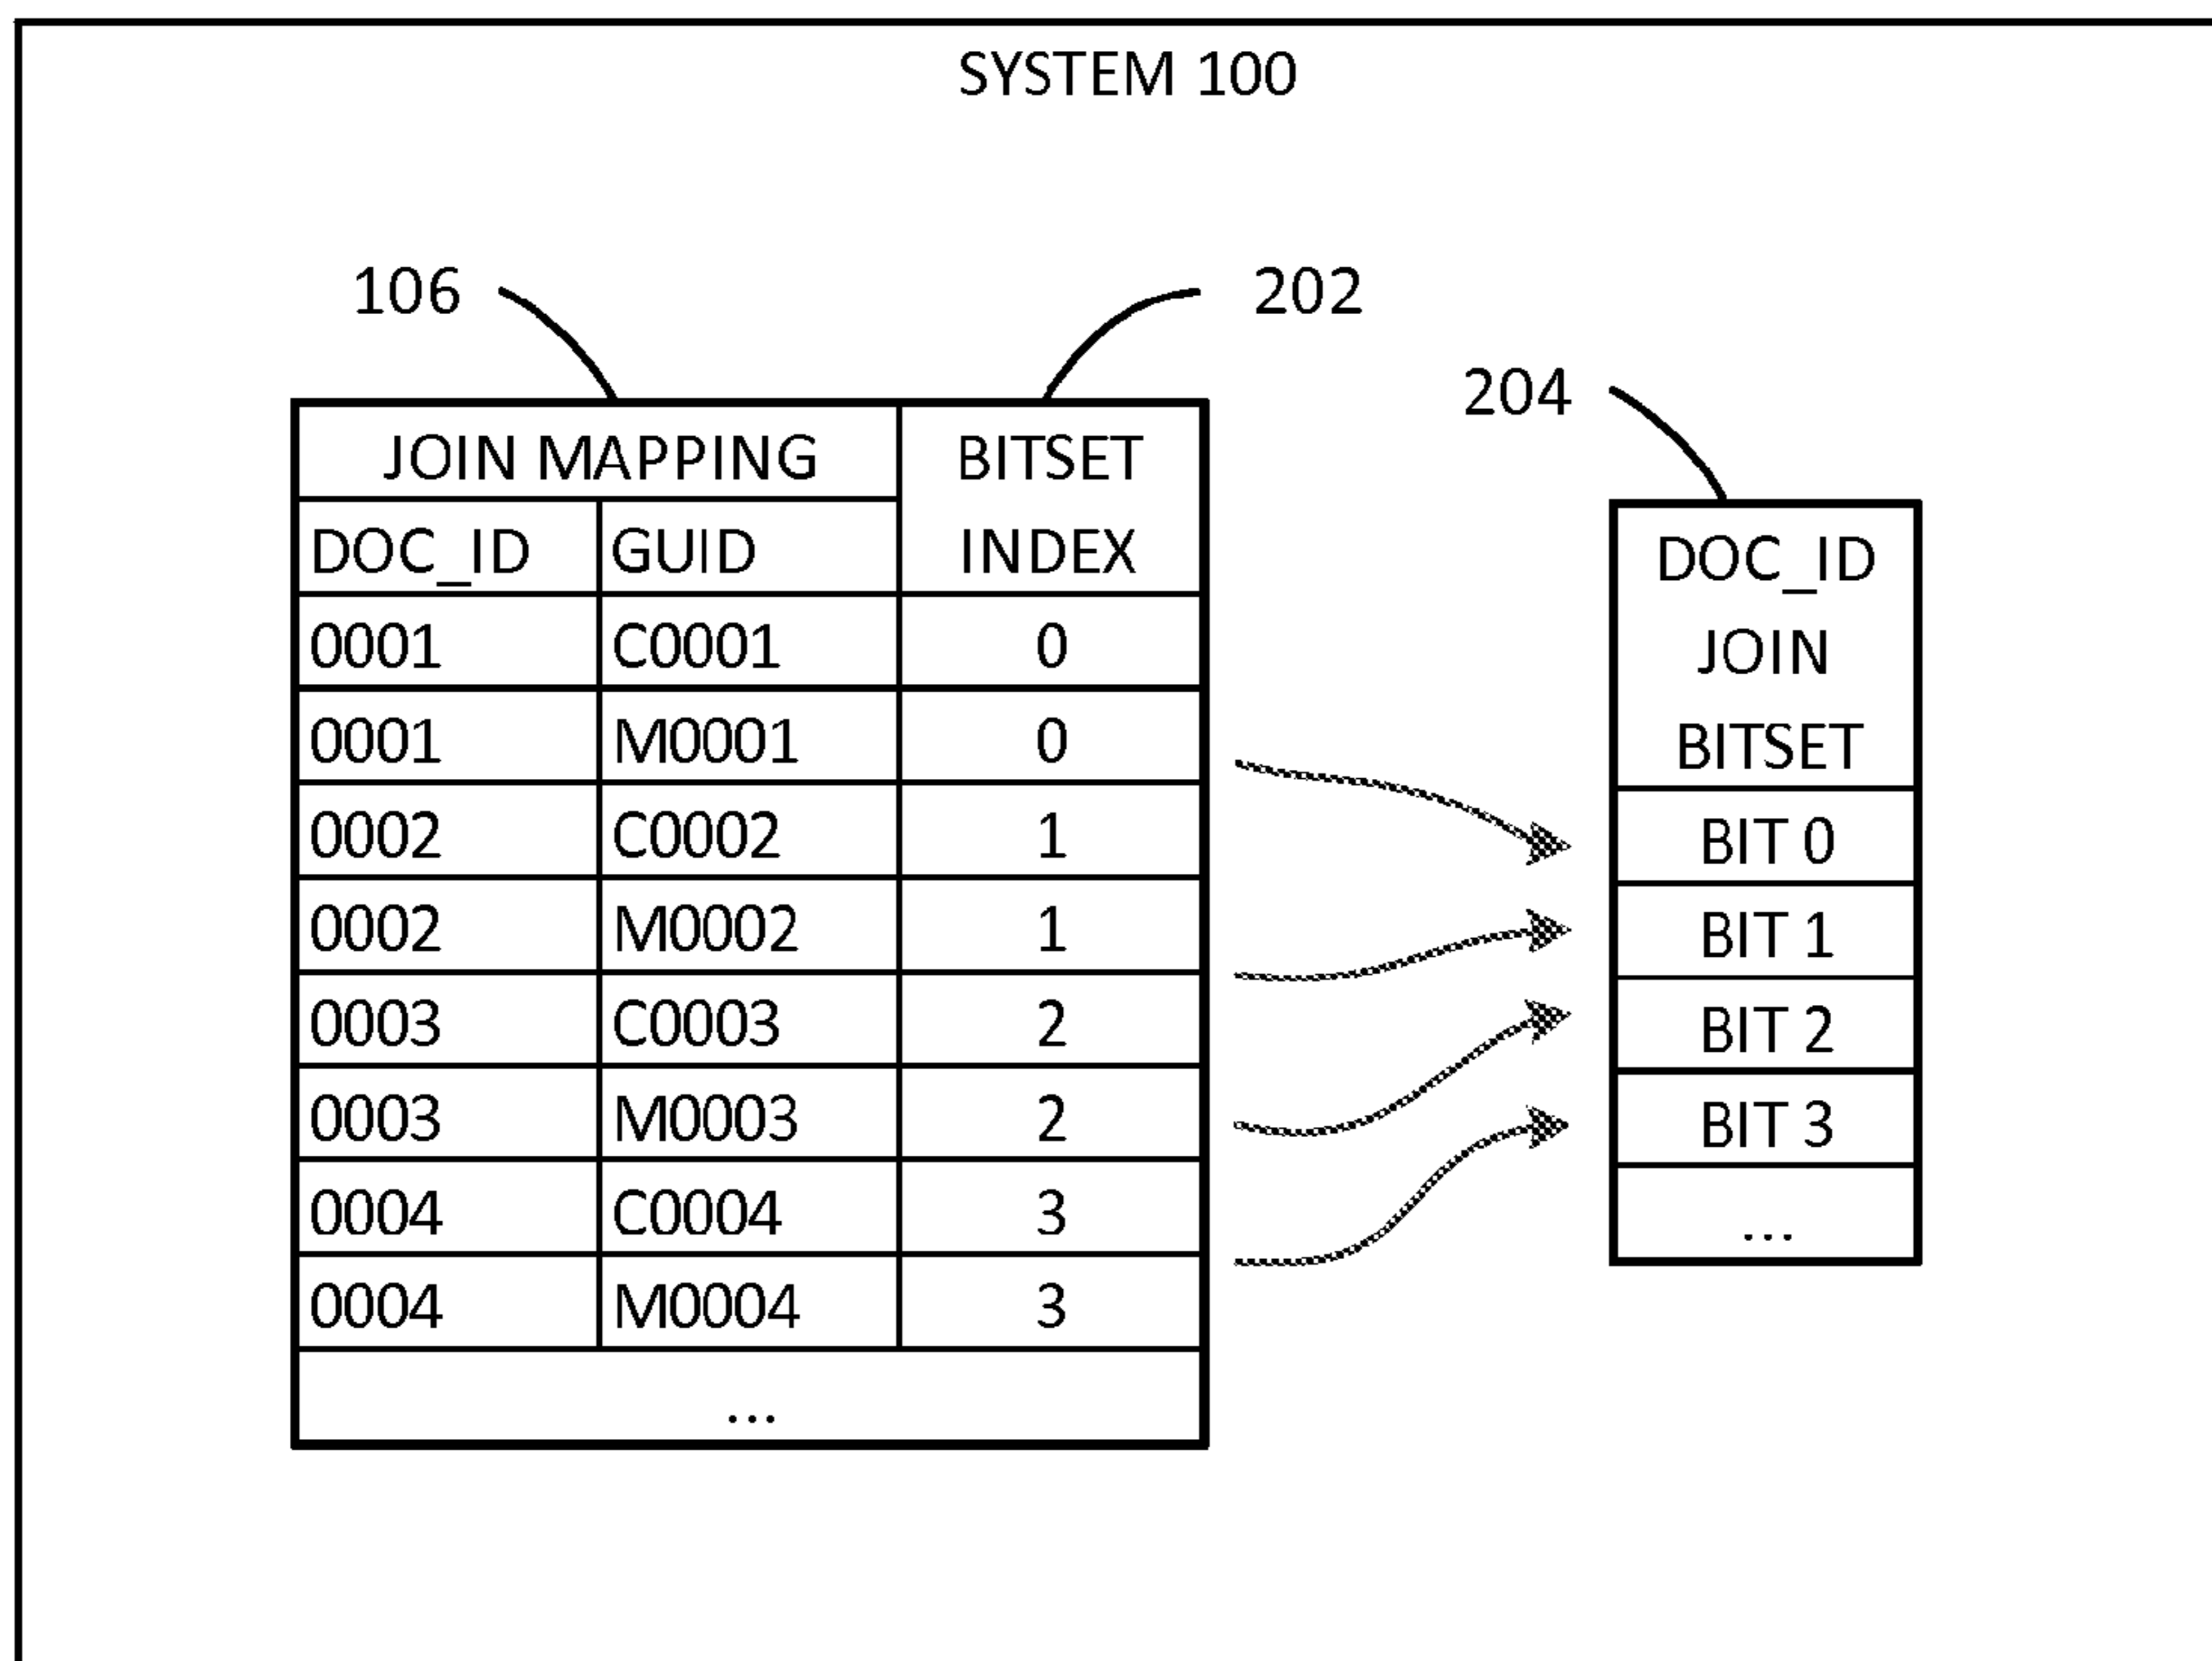 SYSTEM 100
106
202
204
JOIN MAPPING
BITSET
INDEX
DOC_ID
GUID
0001 C0001 0
0001 M0001 0
0002 C0002 1
0002 M0002 1
0003 C0003 2
0003 M0003 2
0004 C0004 3
0004 M0004 3
...
DOC_ID
JOIN
BITSET
BIT 0
BIT 1
BIT 2
BIT 3
...